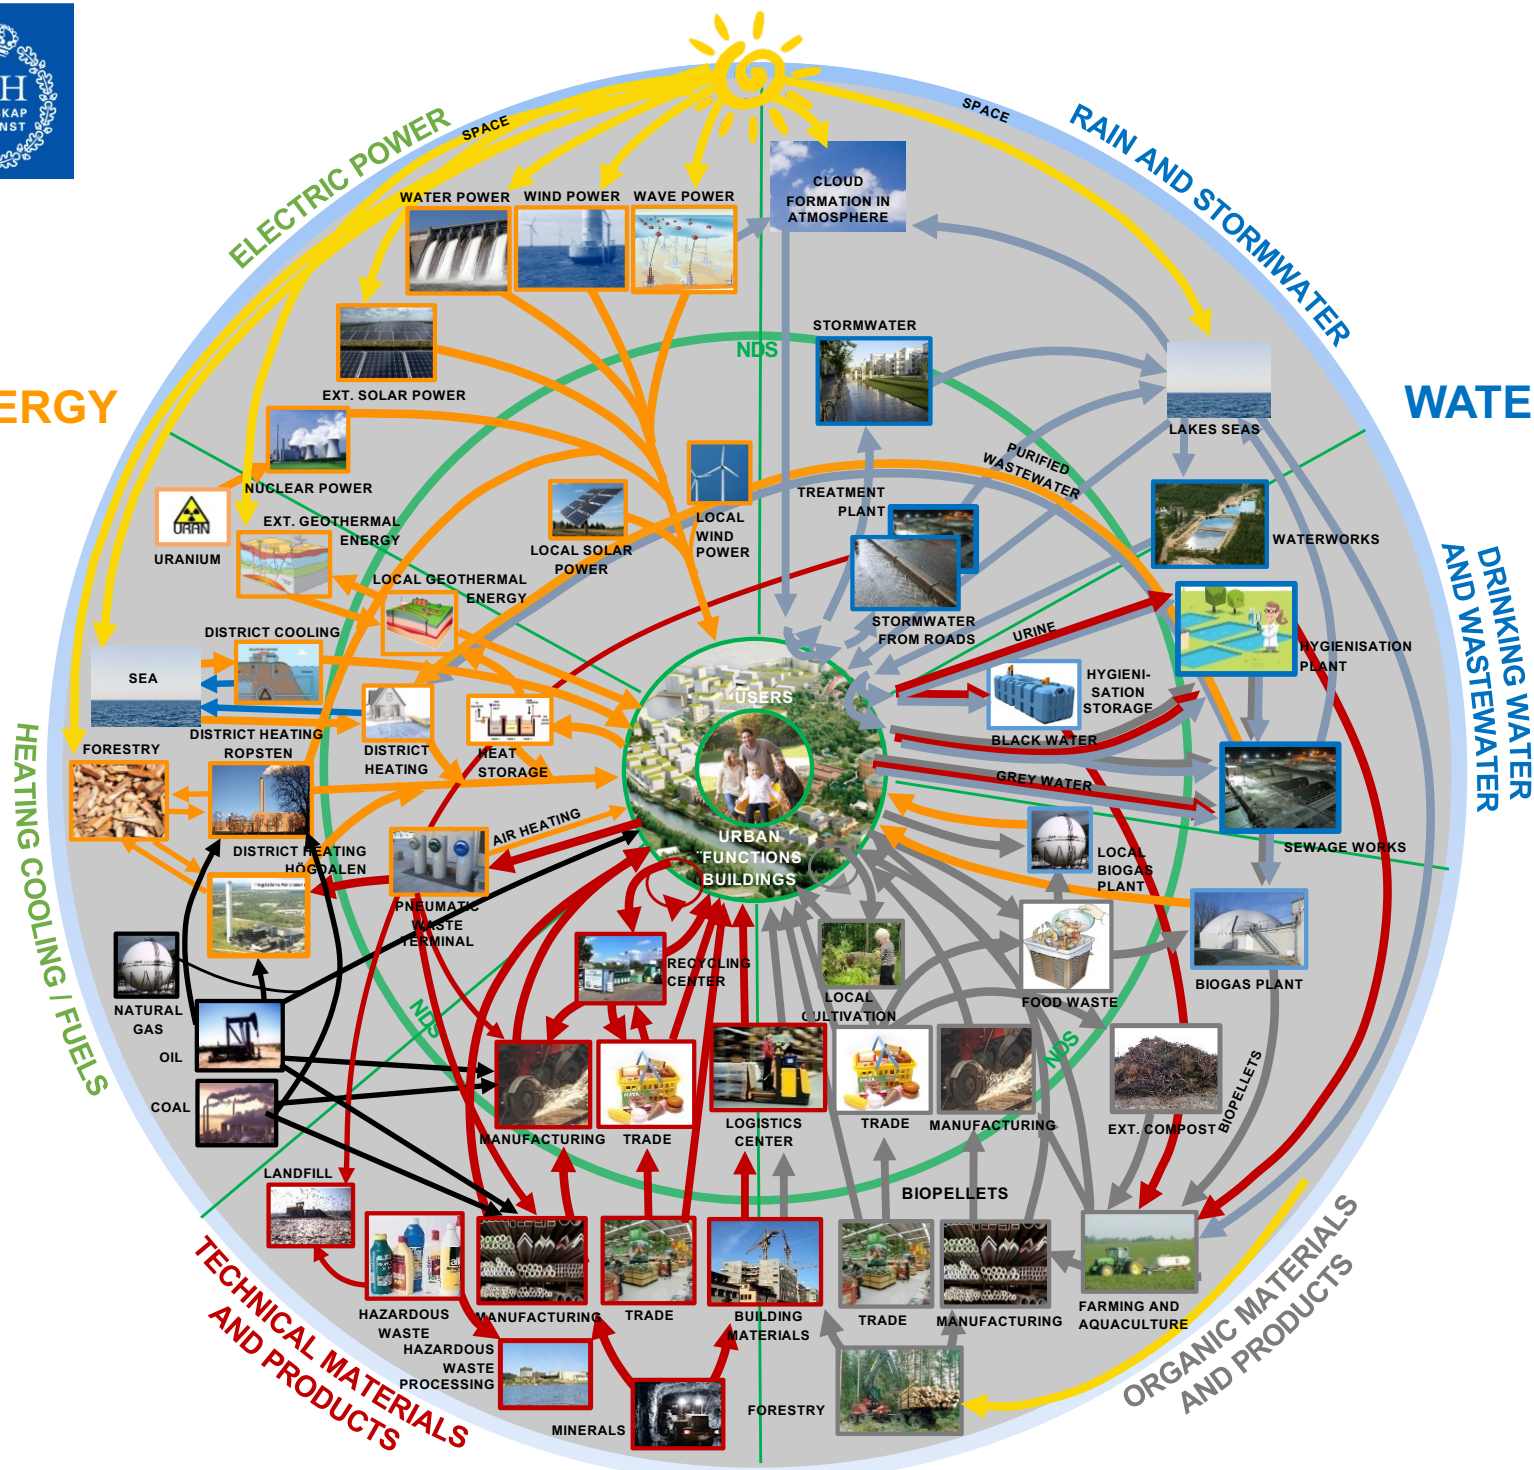 H
KAP
NST
SPACE
SPACE
ELECTRIC POWER
RAIN AND STORMWATER
WATER POWER
WIND POWER
WAVE POWER
CLOUD
FORMATION IN
ATMOSPHERE
STORMWATER
NDS
EXT. SOLAR POWER
ERGY
WATE
LAKES SEAS
NUCLEAR POWER
PURIFIED
WASTEWATER
TREATMENT
PLANT
URAN
URANIUM
EXT. GEOTHERMAL
ENERGY
LOCAL SOLAR
POWER
LOCAL
WIND
POWER
WATERWORKS
DRINKING WATER
AND WASTEWATER
LOCAL GEOTHERMAL
ENERGY
STORMWATER
FROM ROADS
URINE
HYGIENISATION
PLANT
DISTRICT COOLING
SEA
HYGIENI-
SATION
STORAGE
BLACK WATER
USERS
DISTRICT HEATING
ROPSTEN
FORESTRY
DISTRICT
HEATING
HEAT
STORAGE
GREY WATER
HEATING COOLING / FUELS
AIR HEATING
URBAN
FUNCTIONS
BUILDINGS
SEWAGE WORKS
DISTRICT HEATING
HÖGDALEN
LOCAL
BIOGAS
PLANT
PNEUMATIC
WASTE
TERMINAL
RECYCLING
CENTER
LOCAL
CULTIVATION
FOOD WASTE
BIOGAS PLANT
NATURAL
GAS
NDS
OIL
NDS
BIOPELLETS
COAL
MANUFACTURING
TRADE
LOGISTICS
CENTER
TRADE
MANUFACTURING
EXT. COMPOST
LANDFILL
BIOPELLETS
HAZARDOUS
WASTE
MANUFACTURING
TRADE
BUILDING
MATERIALS
TRADE
MANUFACTURING
FARMING AND
AQUACULTURE
HAZARDOUS
WASTE
PROCESSING
MINERALS
FORESTRY
TECHNICAL MATERIALS
AND PRODUCTS
ORGANIC MATERIALS
AND PRODUCTS